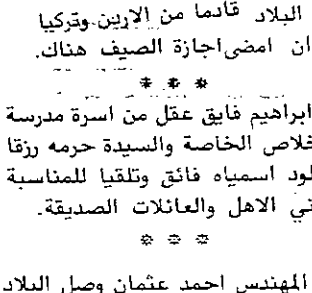 البلاد قادما من الاردن وتركيا
ان امضى اجازة الصيف هناك.
* * *
ابراهيم فايق عقل من اسرة مدرسة
خلاص الخاصة والسيدة حرمه رزقا
لود اسمياه فائق وتلقيا للمناسبة
ني الاهل والعائلات الصديقة.
* * *
المهندس احمد عثمان وصل البلاد